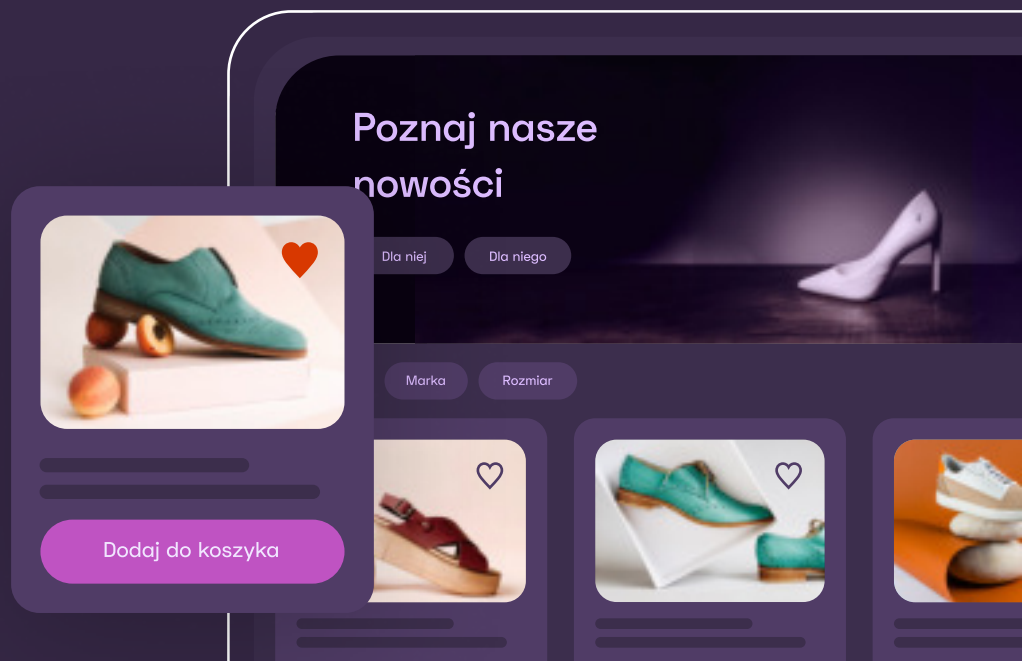 Poznaj nasze
nowości
Dla niej
Dla niego
Marka
Rozmiar
Dodaj do koszyka